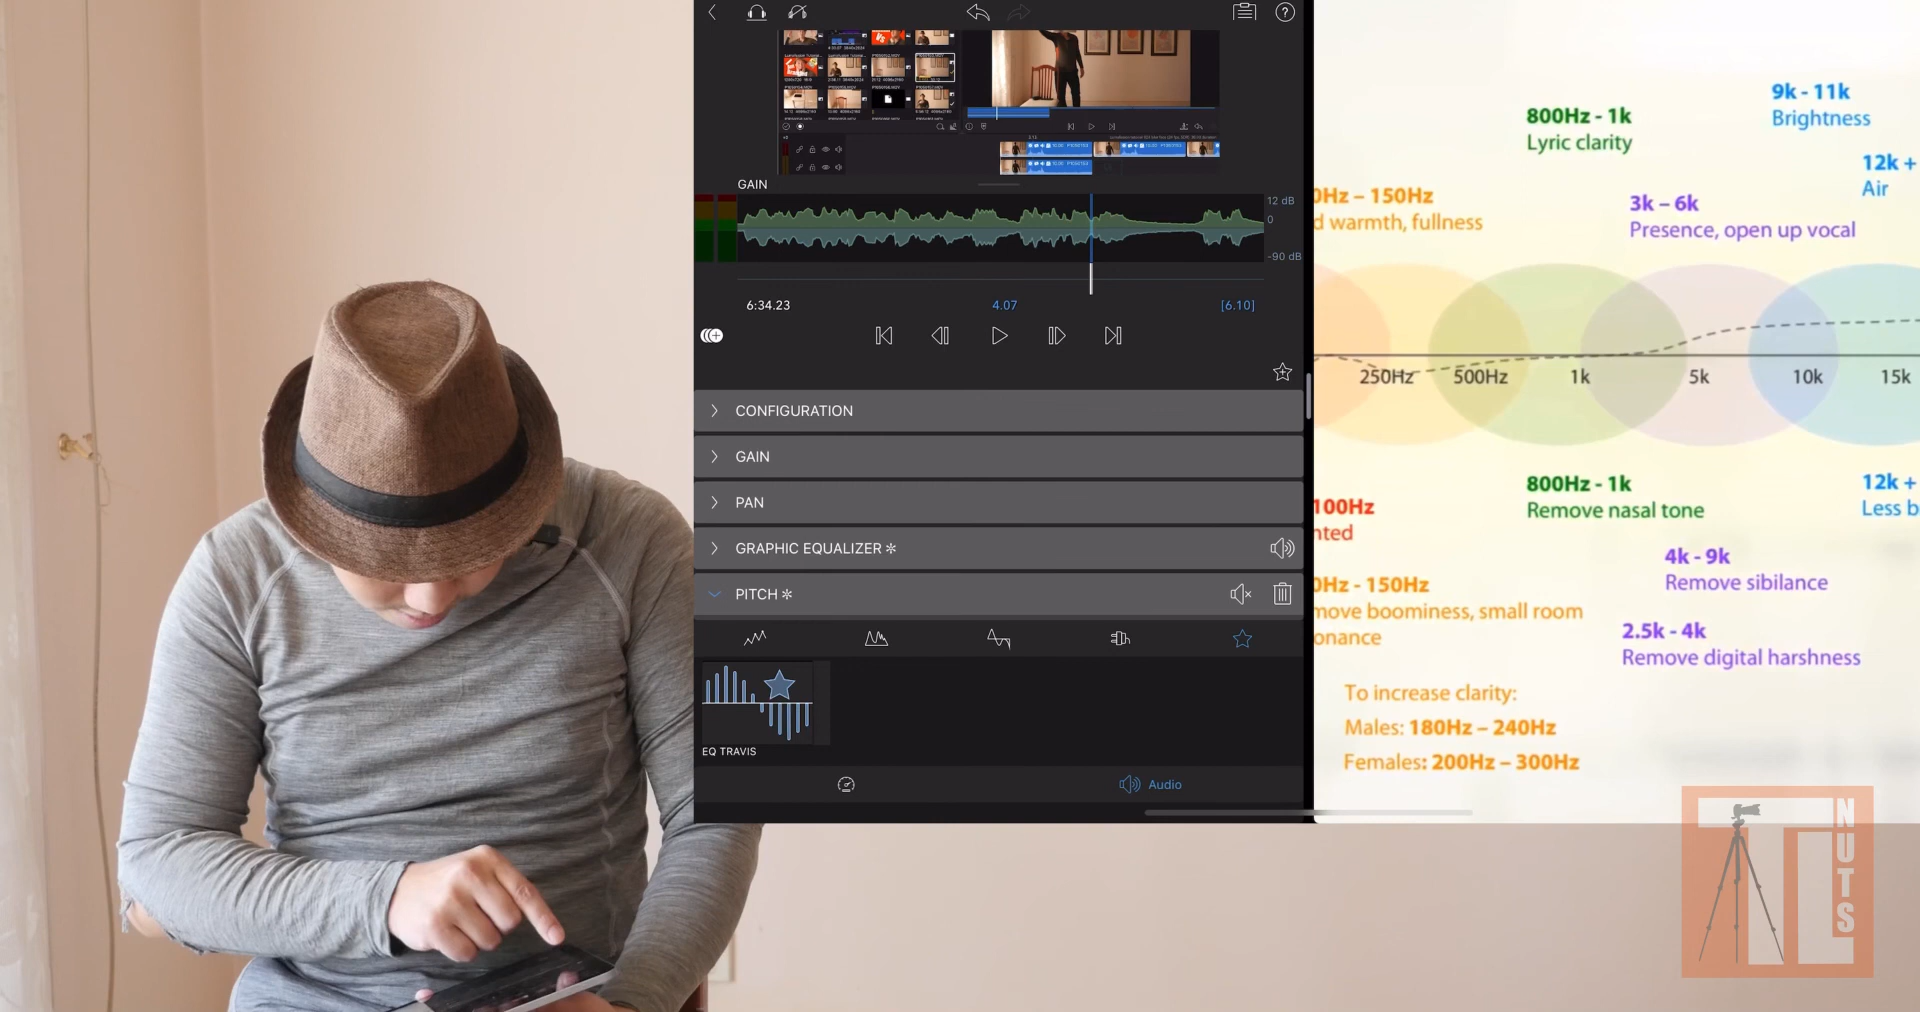 GAIN
12 dB
0
-90 dB
6:34.23
4.07
[6.10]
CONFIGURATION
GAIN
PAN
GRAPHIC EQUALIZER ✻
PITCH ✻
EQ TRAVIS
Audio
9k - 11k
Brightness
800Hz - 1k
Lyric clarity
12k +
Air
0Hz – 150Hz
d warmth, fullness
3k – 6k
Presence, open up vocal
250Hz
500Hz
1k
5k
10k
15k
100Hz
nted
800Hz - 1k
Remove nasal tone
12k +
Less b
4k - 9k
Remove sibilance
0Hz - 150Hz
move boominess, small room
onance
2.5k - 4k
Remove digital harshness
To increase clarity:
Males: 180Hz – 240Hz
Females: 200Hz – 300Hz
NUTS